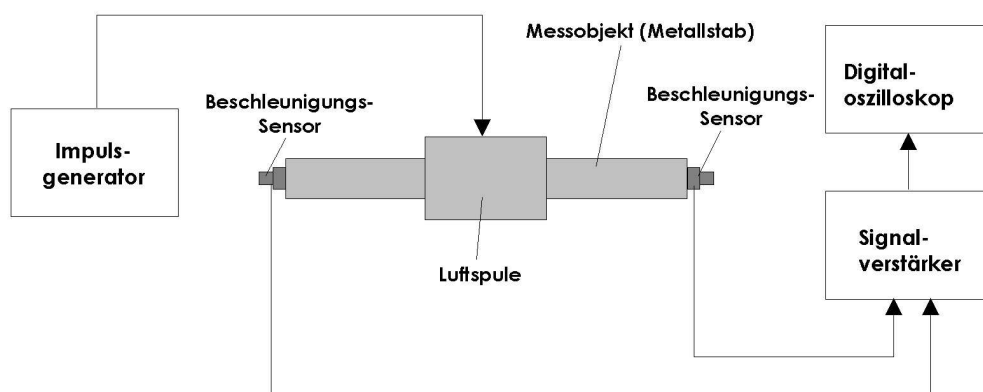 Messobjekt (Metallstab)
Digital-
oszilloskop
Beschleunigungs-
Sensor
Beschleunigungs-
Sensor
Impuls-
generator
Signal-
verstärker
Luftspule